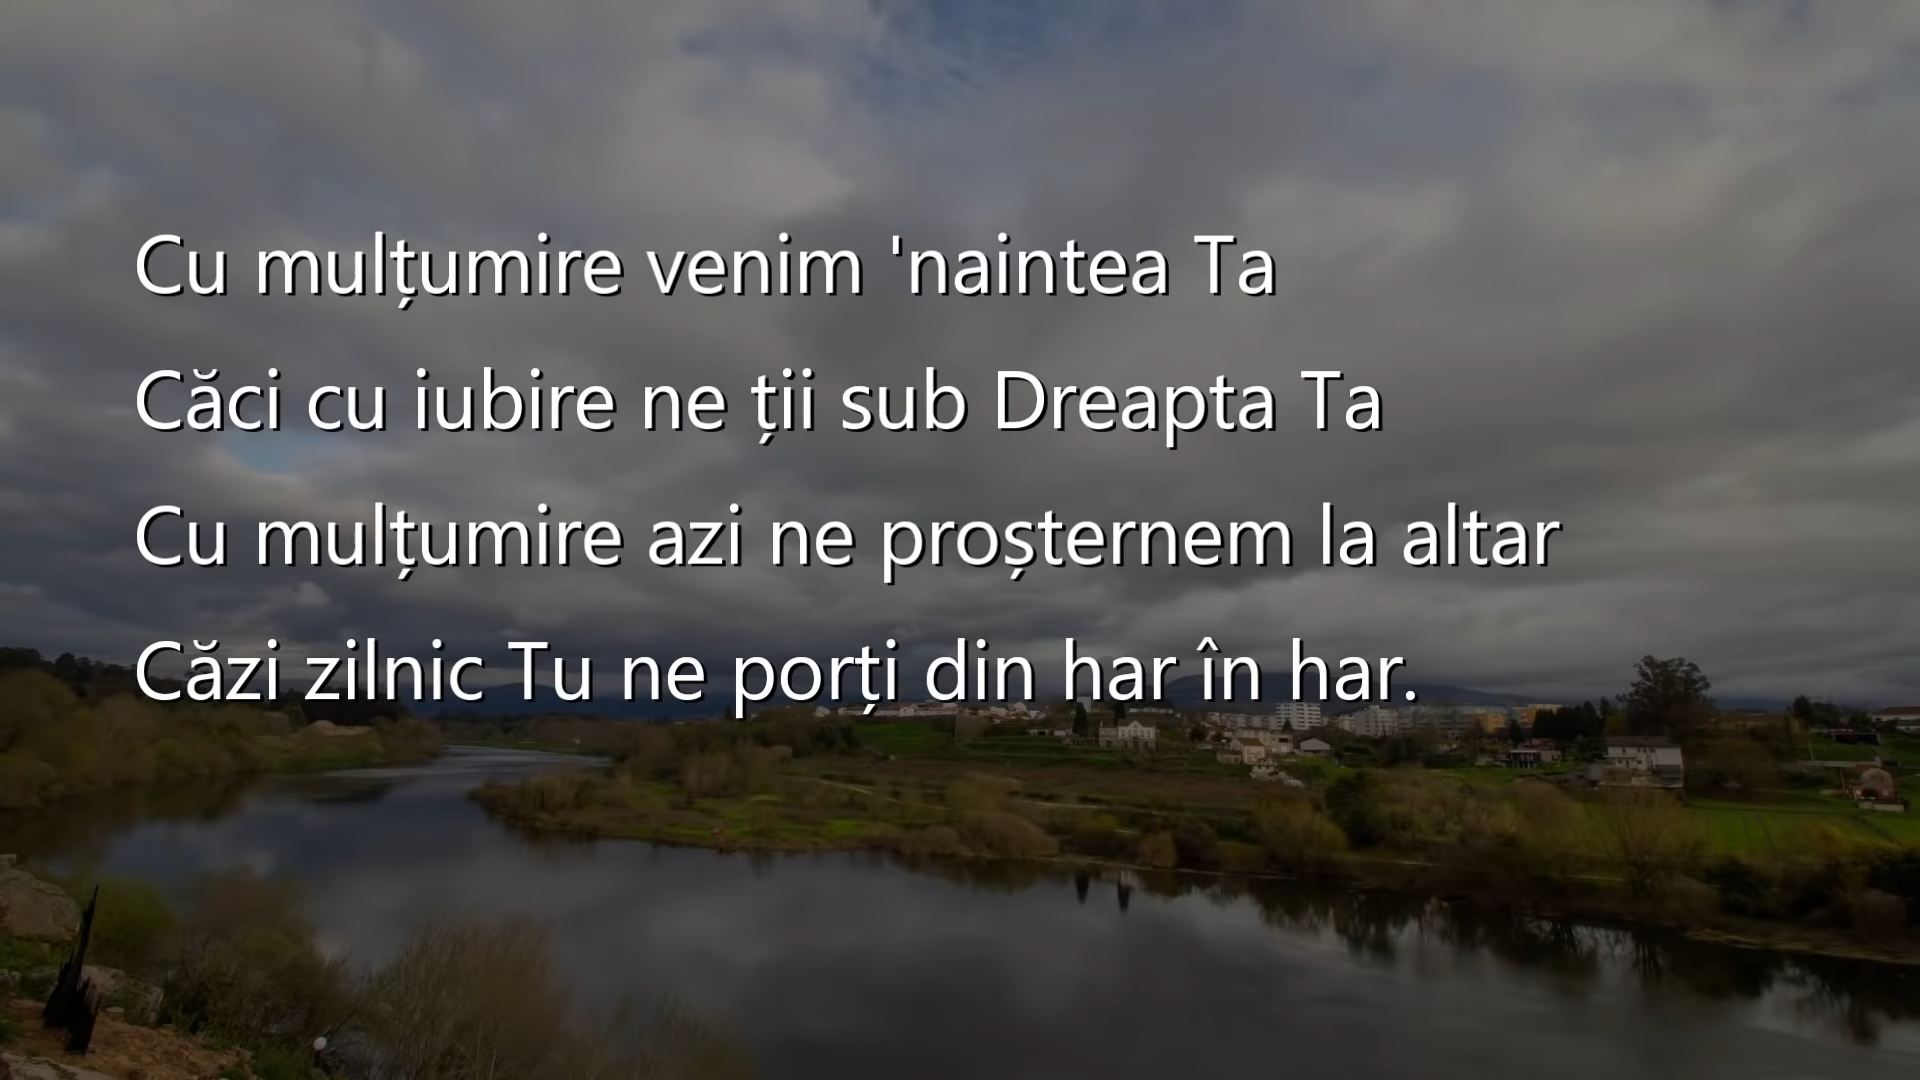 Cu mulțumire venim 'naintea Ta
Căci cu iubire ne ții sub Dreapta Ta
Cu mulțumire azi ne proșternem la altar
Căzi zilnic Tu ne porți din har în har.